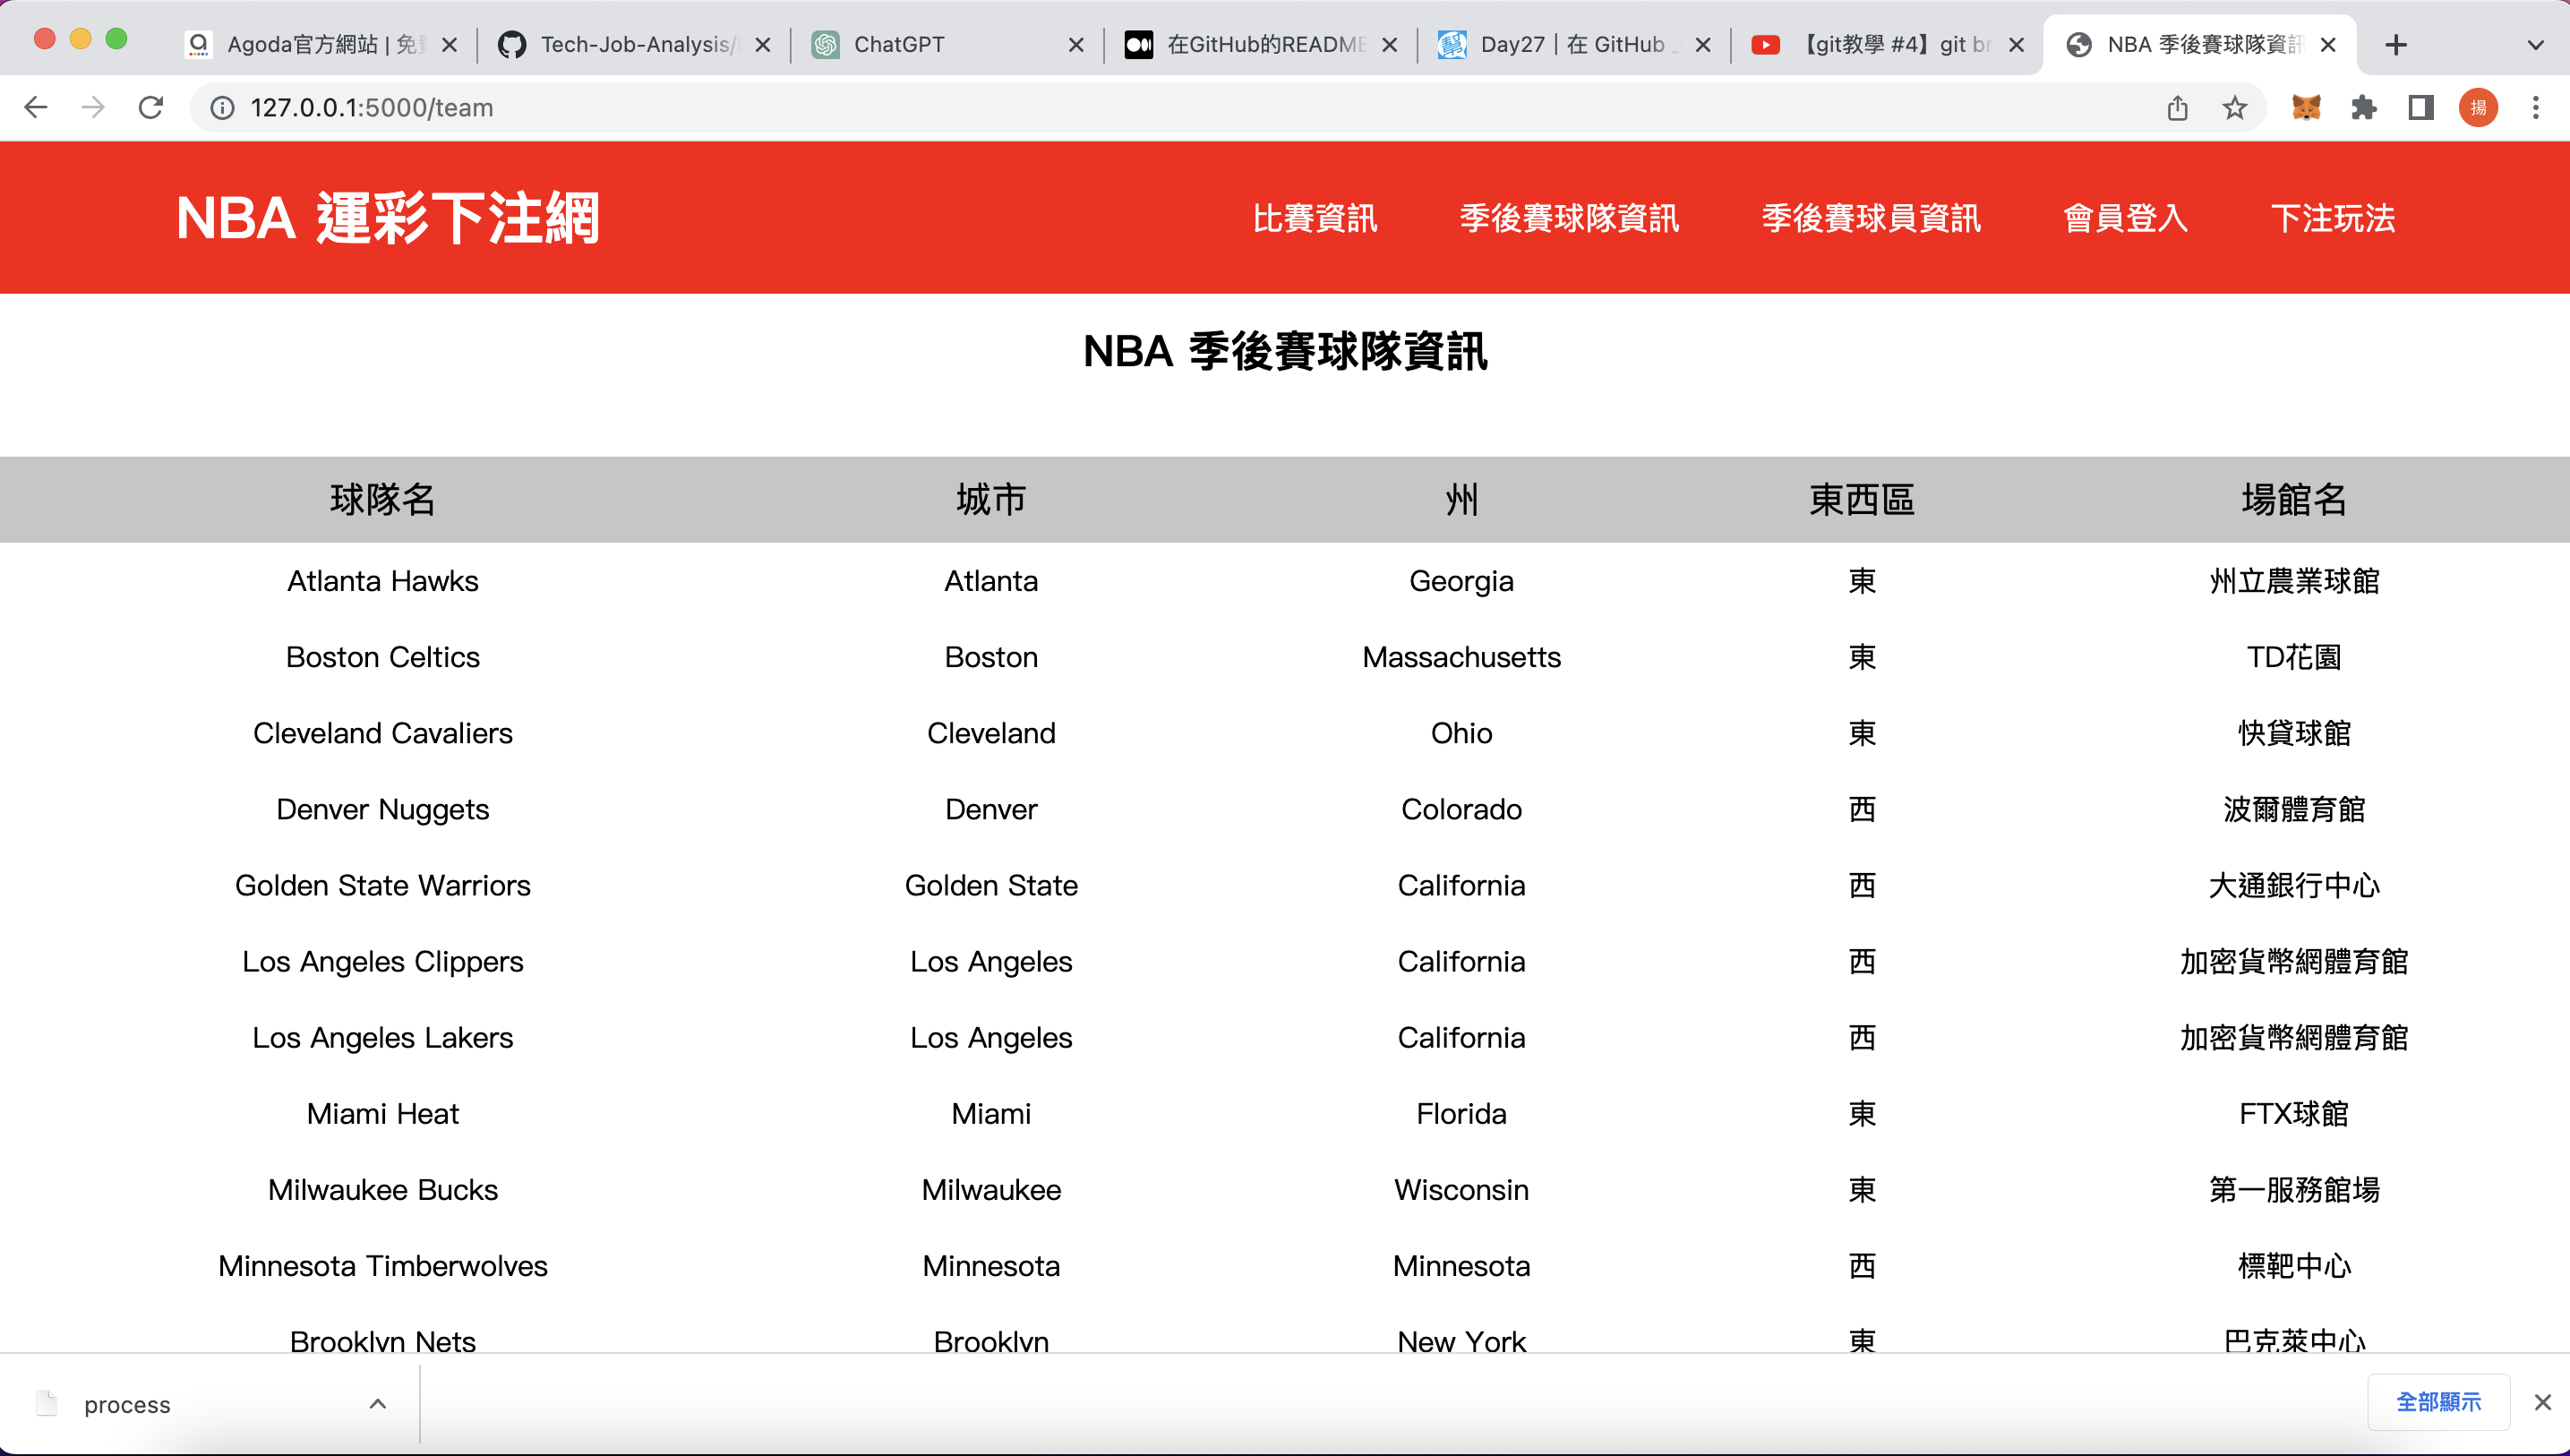 Agoda官方網站 | 免費
Tech-Job-Analysis/
ChatGPT
在GitHub的README
Day27 | 在 GitHub 上
【git教學 #4】git br
NBA 季後賽球隊資訊
127.0.0.1:5000/team
揚
NBA 運彩下注網
比賽資訊 季後賽球隊資訊 季後賽球員資訊 會員登入 下注玩法
NBA 季後賽球隊資訊
球隊名 城市 州 東西區 場館名
Atlanta Hawks Atlanta Georgia 東 州立農業球館
Boston Celtics Boston Massachusetts 東 TD花園
Cleveland Cavaliers Cleveland Ohio 東 快貸球館
Denver Nuggets Denver Colorado 西 波爾體育館
Golden State Warriors Golden State California 西 大通銀行中心
Los Angeles Clippers Los Angeles California 西 加密貨幣網體育館
Los Angeles Lakers Los Angeles California 西 加密貨幣網體育館
Miami Heat Miami Florida 東 FTX球館
Milwaukee Bucks Milwaukee Wisconsin 東 第一服務館場
Minnesota Timberwolves Minnesota Minnesota 西 標靶中心
Brooklyn Nets Brooklyn New York 東 巴克萊中心
process
全部顯示